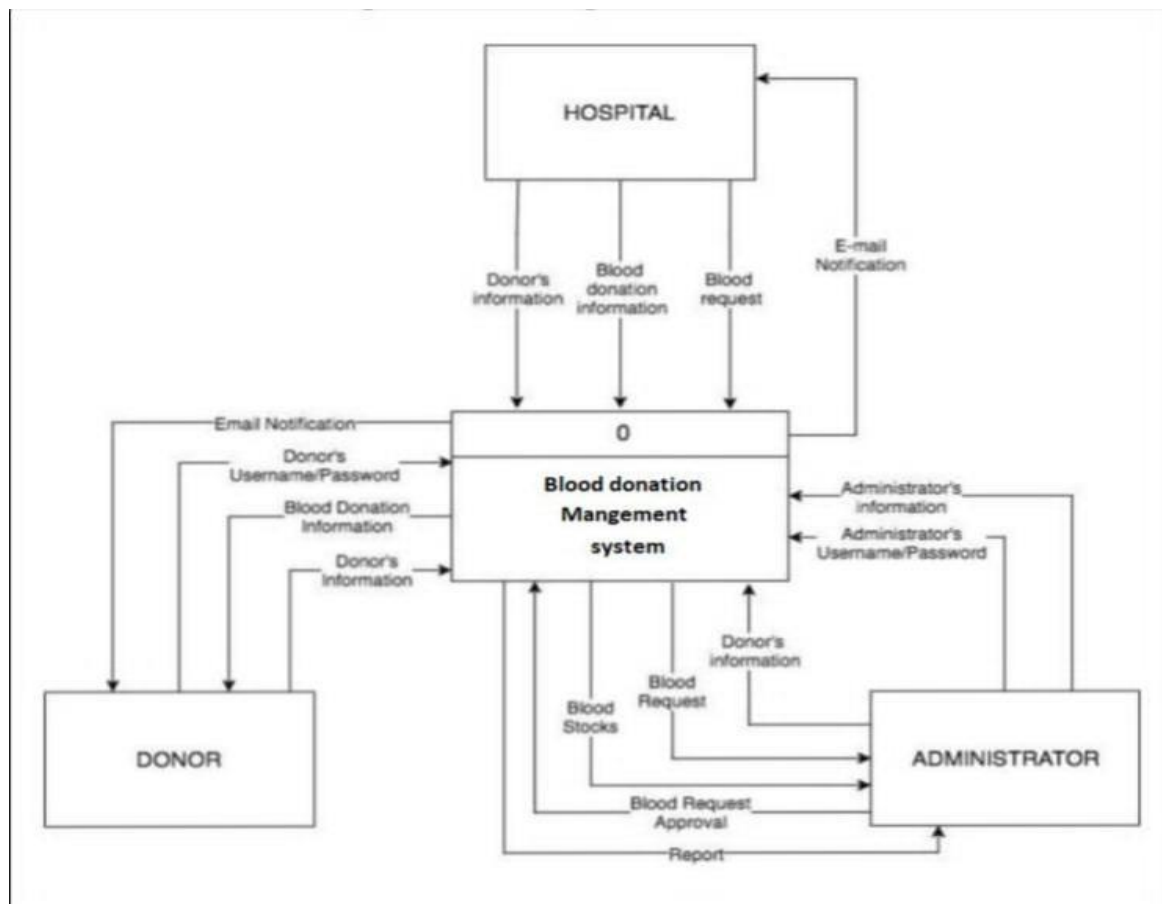 HOSPITAL
E-mail
Notification
Donor's
information
Blood
donation
information
Blood
request
Email Notification
Donor's
Username/Password
Blood Donation
Information
Donor's
Information
0
Blood donation
Mangement
system
Administrator's
information
Administrator's
Username/Password
Donor's
information
Blood
Request
Blood
Stocks
DONOR
ADMINISTRATOR
Blood Request
Approval
Report